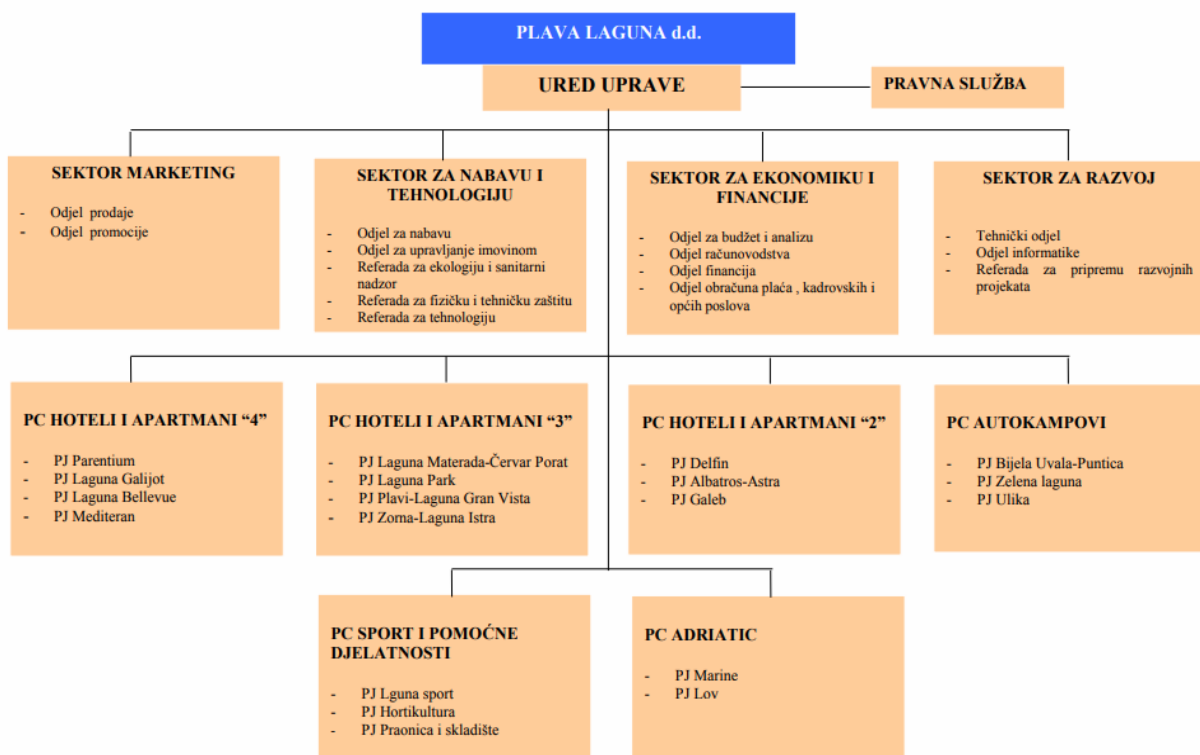 PLAVA LAGUNA d.d.
URED UPRAVE
PRAVNA SLUŽBA
SEKTOR MARKETING
- Odjel prodaje
- Odjel promocije
SEKTOR ZA NABAVU I
TEHNOLOGIJU
- Odjel za nabavu
- Odjel za upravljanje imovinom
- Referada za ekologiju i sanitarni
nadzor
- Referada za fizičku i tehničku zaštitu
- Referada za tehnologiju
SEKTOR ZA EKONOMIKU I
FINANCIJE
- Odjel za budžet i analizu
- Odjel računovodstva
- Odjel financija
- Odjel obračuna plaća , kadrovskih i
općih poslova
SEKTOR ZA RAZVOJ
- Tehnički odjel
- Odjel informatike
- Referada za pripremu razvojnih
projekata
PC HOTELI I APARTMANI “4”
- PJ Parentium
- PJ Laguna Galijot
- PJ Laguna Bellevue
- PJ Mediteran
PC HOTELI I APARTMANI “3”
- PJ Laguna Materada-Červar Porat
- PJ Laguna Park
- PJ Plavi-Laguna Gran Vista
- PJ Zorna-Laguna Istra
PC HOTELI I APARTMANI “2”
- PJ Delfin
- PJ Albatros-Astra
- PJ Galeb
PC AUTOKAMPOVI
- PJ Bijela Uvala-Puntica
- PJ Zelena laguna
- PJ Ulika
PC SPORT I POMOĆNE
DJELATNOSTI
- PJ Lguna sport
- PJ Hortikultura
- PJ Praonica i skladište
PC ADRIATIC
- PJ Marine
- PJ Lov